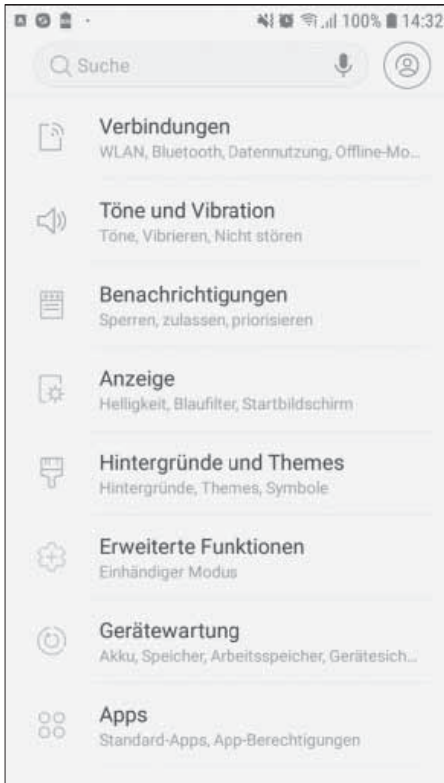 100% 14:32
Suche
Verbindungen
WLAN, Bluetooth, Datennutzung, Offline-Mo...
Töne und Vibration
Töne, Vibrieren, Nicht stören
Benachrichtigungen
Sperren, zulassen, priorisieren
Anzeige
Helligkeit, Blaufilter, Startbildschirm
Hintergründe und Themes
Hintergründe, Themes, Symbole
Erweiterte Funktionen
Einhändiger Modus
Gerätewartung
Akku, Speicher, Arbeitsspeicher, Gerätesich...
Apps
Standard-Apps, App-Berechtigungen